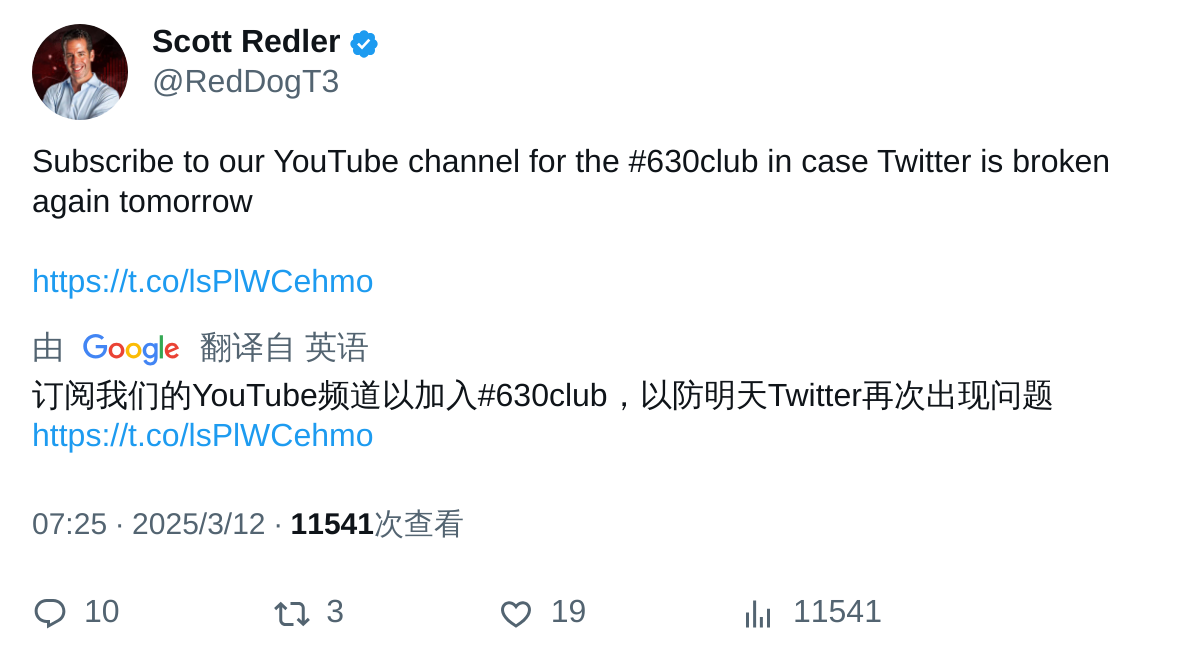 Scott Redler
@RedDogT3
Subscribe to our YouTube channel for the #630club in case Twitter is broken
again tomorrow
https://t.co/lsPlWCehmo
由 Google 翻译自 英语
订阅我们的YouTube频道以加入#630club，以防明天Twitter再次出现问题
https://t.co/lsPlWCehmo
07:25 · 2025/3/12 · 11541次查看
10 3 19 11541